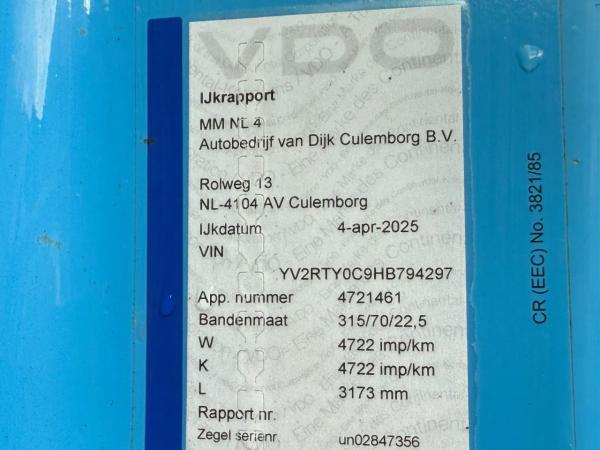 VDO
IJkrapport
MM NL 4
Autobedrijf van Dijk Culemborg B.V.
Rolweg 13
NL-4104 AV Culemborg
IJkdatum 4-apr-2025
VIN
YV2RTY0C9HB794297
App. nummer 4721461
Bandenmaat 315/70/22,5
W 4722 imp/km
K 4722 imp/km
L 3173 mm
Rapport nr.
Zegel serienr. un02847356
CR (EEC) No. 3821/85